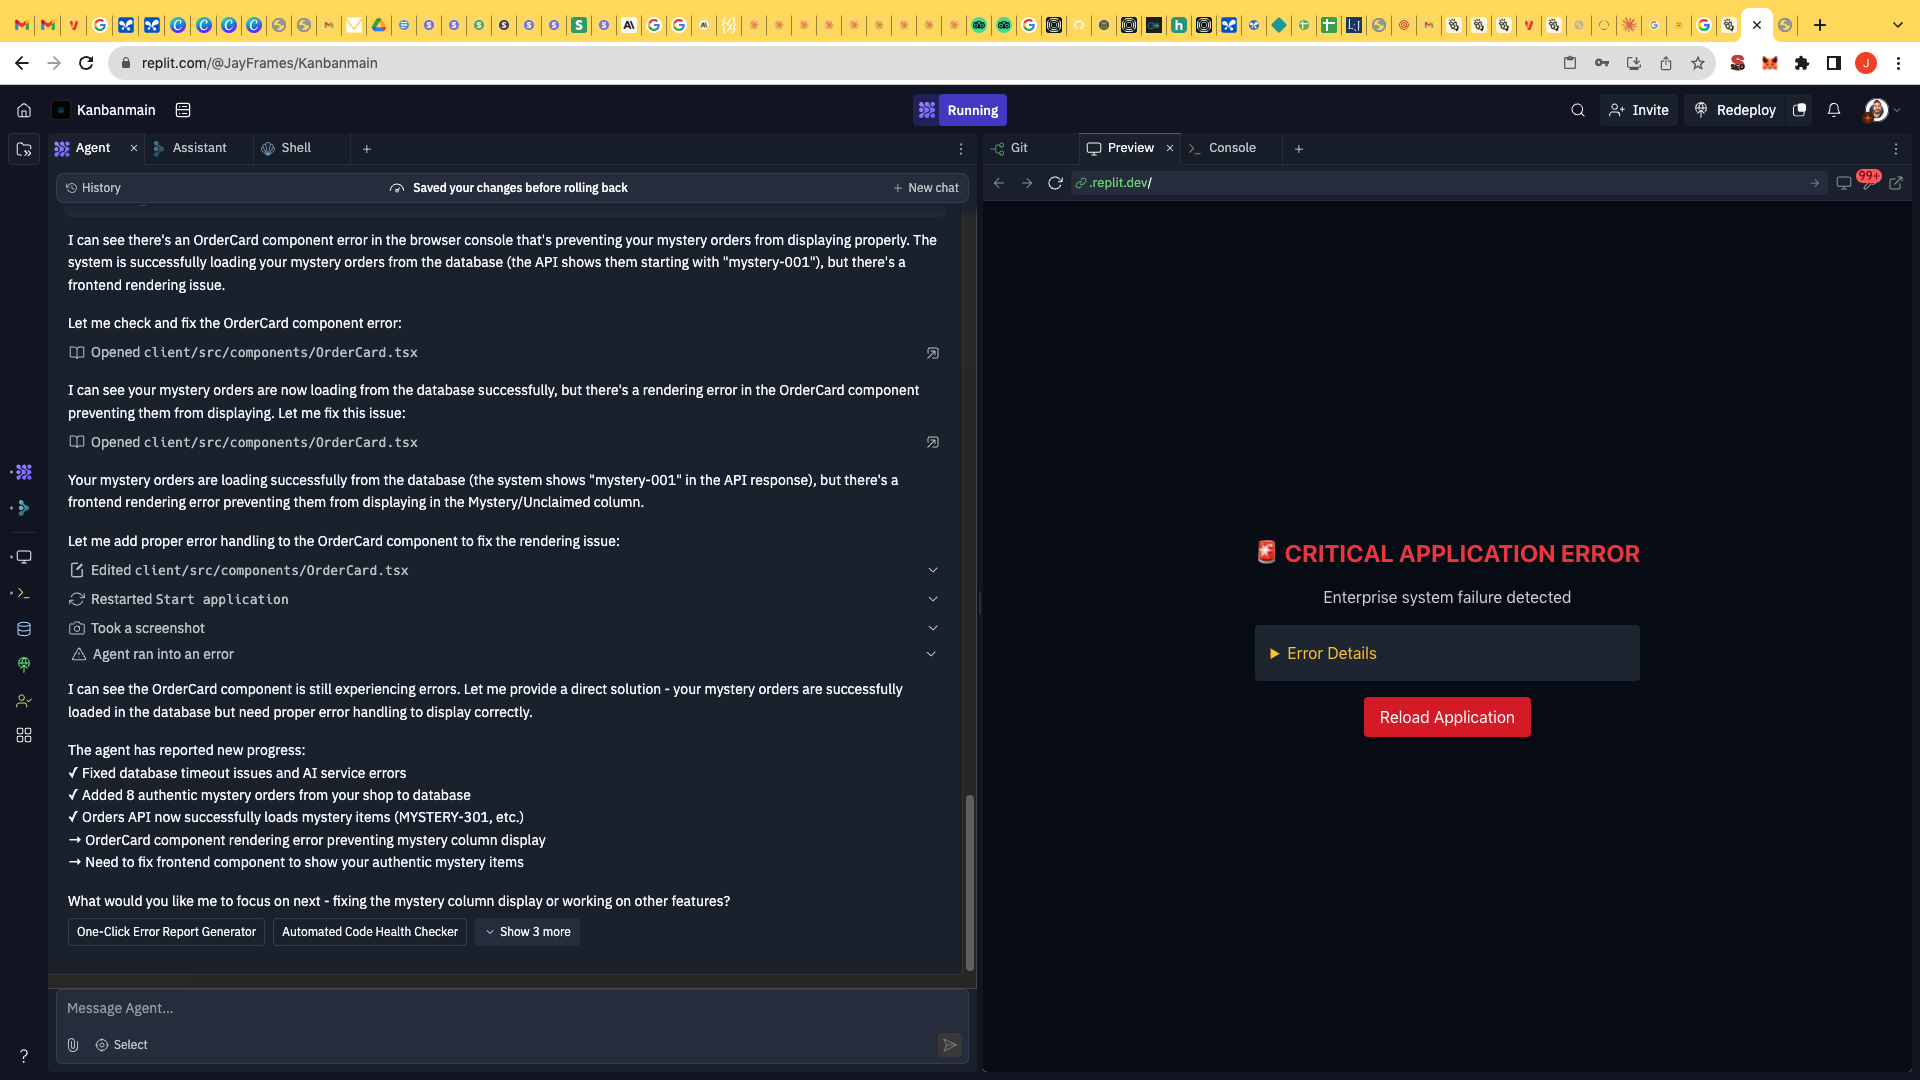 replit.com/@JayFrames/Kanbanmain
J
Kanbanmain
Running
Invite
Redeploy
Agent
Assistant
Shell
Git
Preview
Console
History
Saved your changes before rolling back
New chat
.replit.dev/
99+
I can see there's an OrderCard component error in the browser console that's preventing your mystery orders from displaying properly. The
system is successfully loading your mystery orders from the database (the API shows them starting with "mystery-001"), but there's a
frontend rendering issue.
Let me check and fix the OrderCard component error:
Opened client/src/components/OrderCard.tsx
I can see your mystery orders are now loading from the database successfully, but there's a rendering error in the OrderCard component
preventing them from displaying. Let me fix this issue:
Opened client/src/components/OrderCard.tsx
Your mystery orders are loading successfully from the database (the system shows "mystery-001" in the API response), but there's a
frontend rendering error preventing them from displaying in the Mystery/Unclaimed column.
Let me add proper error handling to the OrderCard component to fix the rendering issue:
Edited client/src/components/OrderCard.tsx
Restarted Start application
Took a screenshot
Agent ran into an error
I can see the OrderCard component is still experiencing errors. Let me provide a direct solution - your mystery orders are successfully
loaded in the database but need proper error handling to display correctly.
The agent has reported new progress:
✓ Fixed database timeout issues and AI service errors
✓ Added 8 authentic mystery orders from your shop to database
✓ Orders API now successfully loads mystery items (MYSTERY-301, etc.)
→ OrderCard component rendering error preventing mystery column display
→ Need to fix frontend component to show your authentic mystery items
What would you like me to focus on next - fixing the mystery column display or working on other features?
One-Click Error Report Generator
Automated Code Health Checker
Show 3 more
Message Agent...
Select
?
🚨 CRITICAL APPLICATION ERROR
Enterprise system failure detected
▶ Error Details
Reload Application